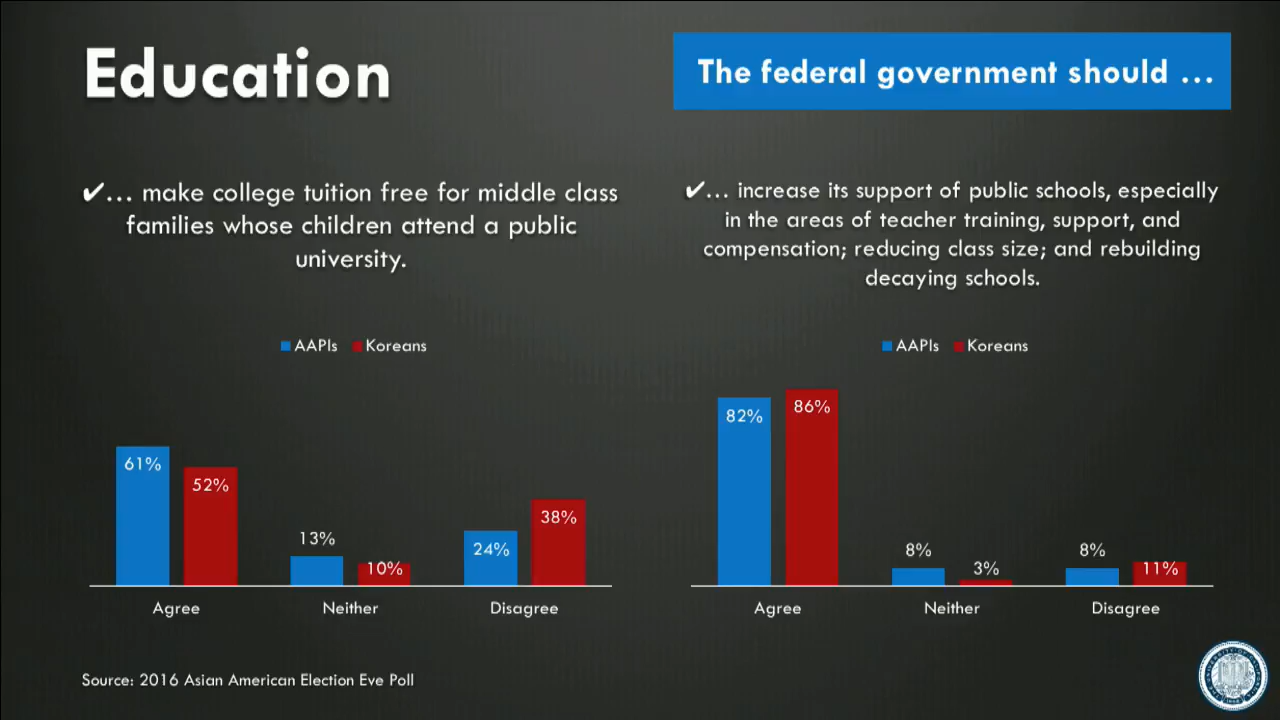 Education
The federal government should ...
✔... make college tuition free for middle class
families whose children attend a public
university.
✔... increase its support of public schools, especially
in the areas of teacher training, support, and
compensation; reducing class size; and rebuilding
decaying schools.
AAPIs Koreans
61%
52%
13%
10%
24%
38%
Agree Neither Disagree
AAPIs Koreans
82%
86%
8%
3%
8%
11%
Agree Neither Disagree
Source: 2016 Asian American Election Eve Poll